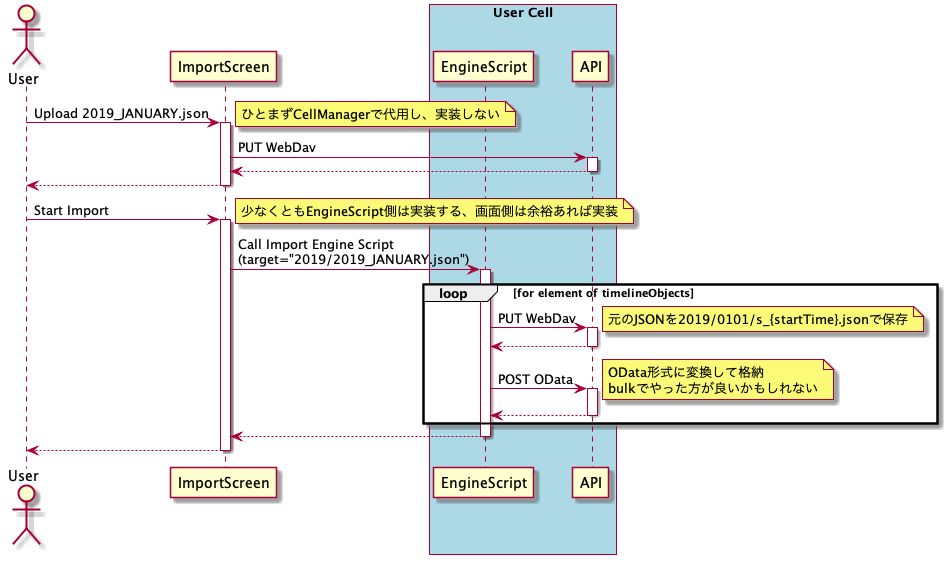 User Cell
User
ImportScreen
EngineScript
API
Upload 2019_JANUARY.json
ひとまずCellManagerで代用し、実装しない
PUT WebDav
Start Import
少なくともEngineScript側は実装する、画面側は余裕あれば実装
Call Import Engine Script
(target="2019/2019_JANUARY.json")
loop
[for element of timelineObjects]
PUT WebDav
元のJSONを2019/0101/s_{startTime}.jsonで保存
POST OData
OData形式に変換して格納
bulkでやった方が良いかもしれない
User
ImportScreen
EngineScript
API